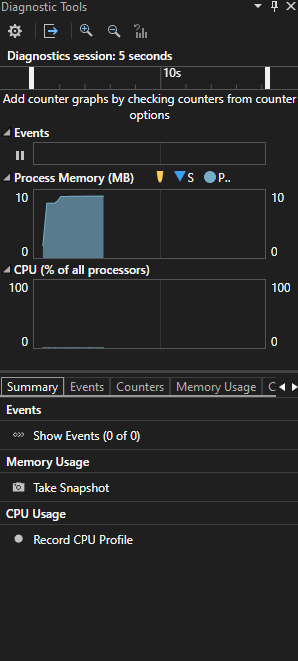 Diagnostic Tools
Diagnostics session: 5 seconds
10s
Add counter graphs by checking counters from counter
options
Events
Process Memory (MB) S P..
10 10
0 0
CPU (% of all processors)
100 100
0 0
Summary Events Counters Memory Usage C
Events
Show Events (0 of 0)
Memory Usage
Take Snapshot
CPU Usage
Record CPU Profile